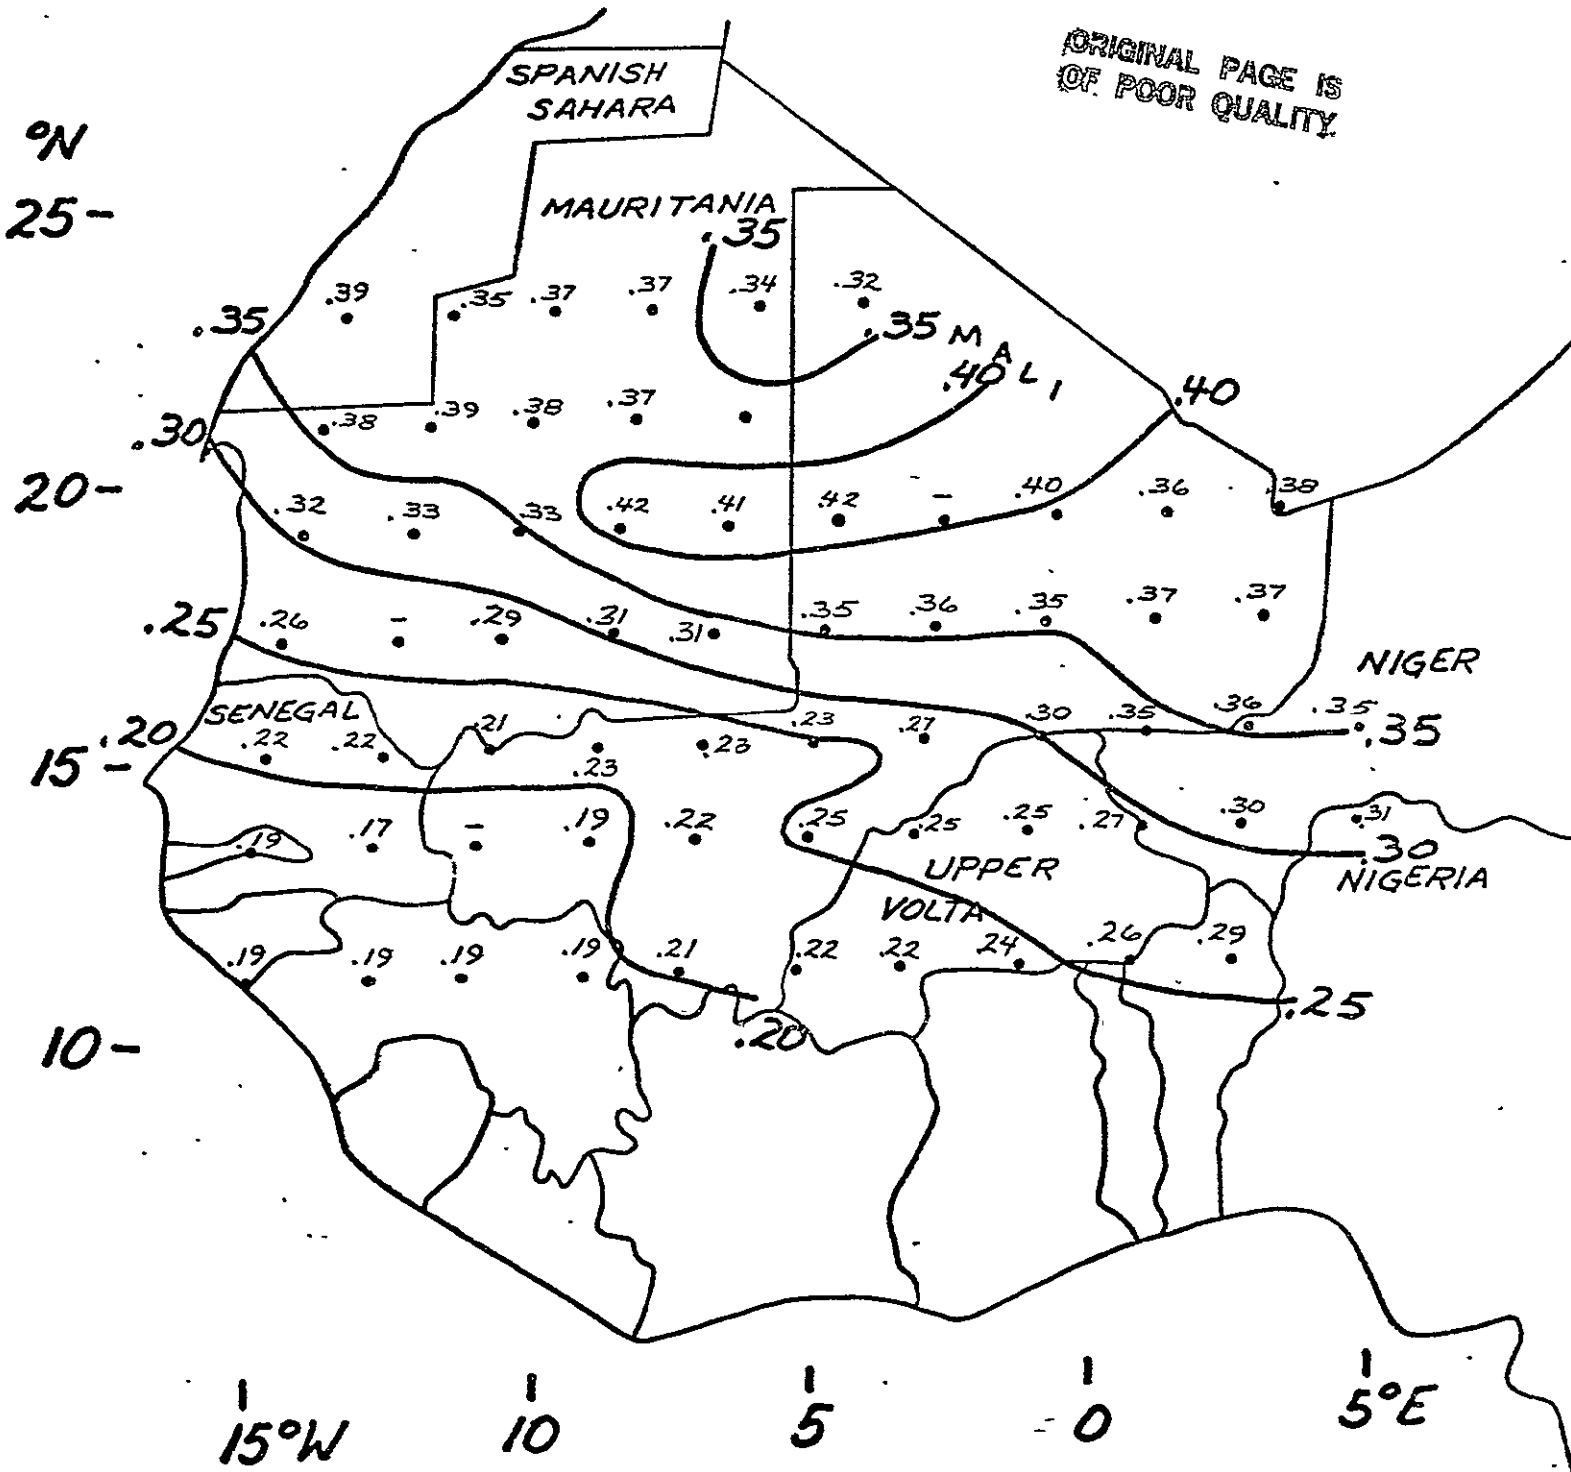 ORIGINAL PAGE IS
OF POOR QUALITY
SPANISH
SAHARA
°N
25-
MAURITANIA
.35
.39 .35 .37 .37 .34 .32
.35 .35 MALI
.40 .40
.38 .39 .38 .37
.30
20-
.32 .33 .33 .42 .41 .42 - .40 .36 .38
.25 .26 - .29 .31 .31 .35 .36 .35 .37 .37
NIGER
SENEGAL
.20 .22 .22 .21 .23 .23 .23 .27 .30 .35 .36 .35 .35
15-
.19 .17 - .19 .22 .25 .25 .25 .27 .30 .31
.30
UPPER
VOLTA
NIGERIA
.19 .19 .19 .19 .21 .22 .22 .24 .26 .29
.25
.20
10-
15°W 10 5 0 5°E